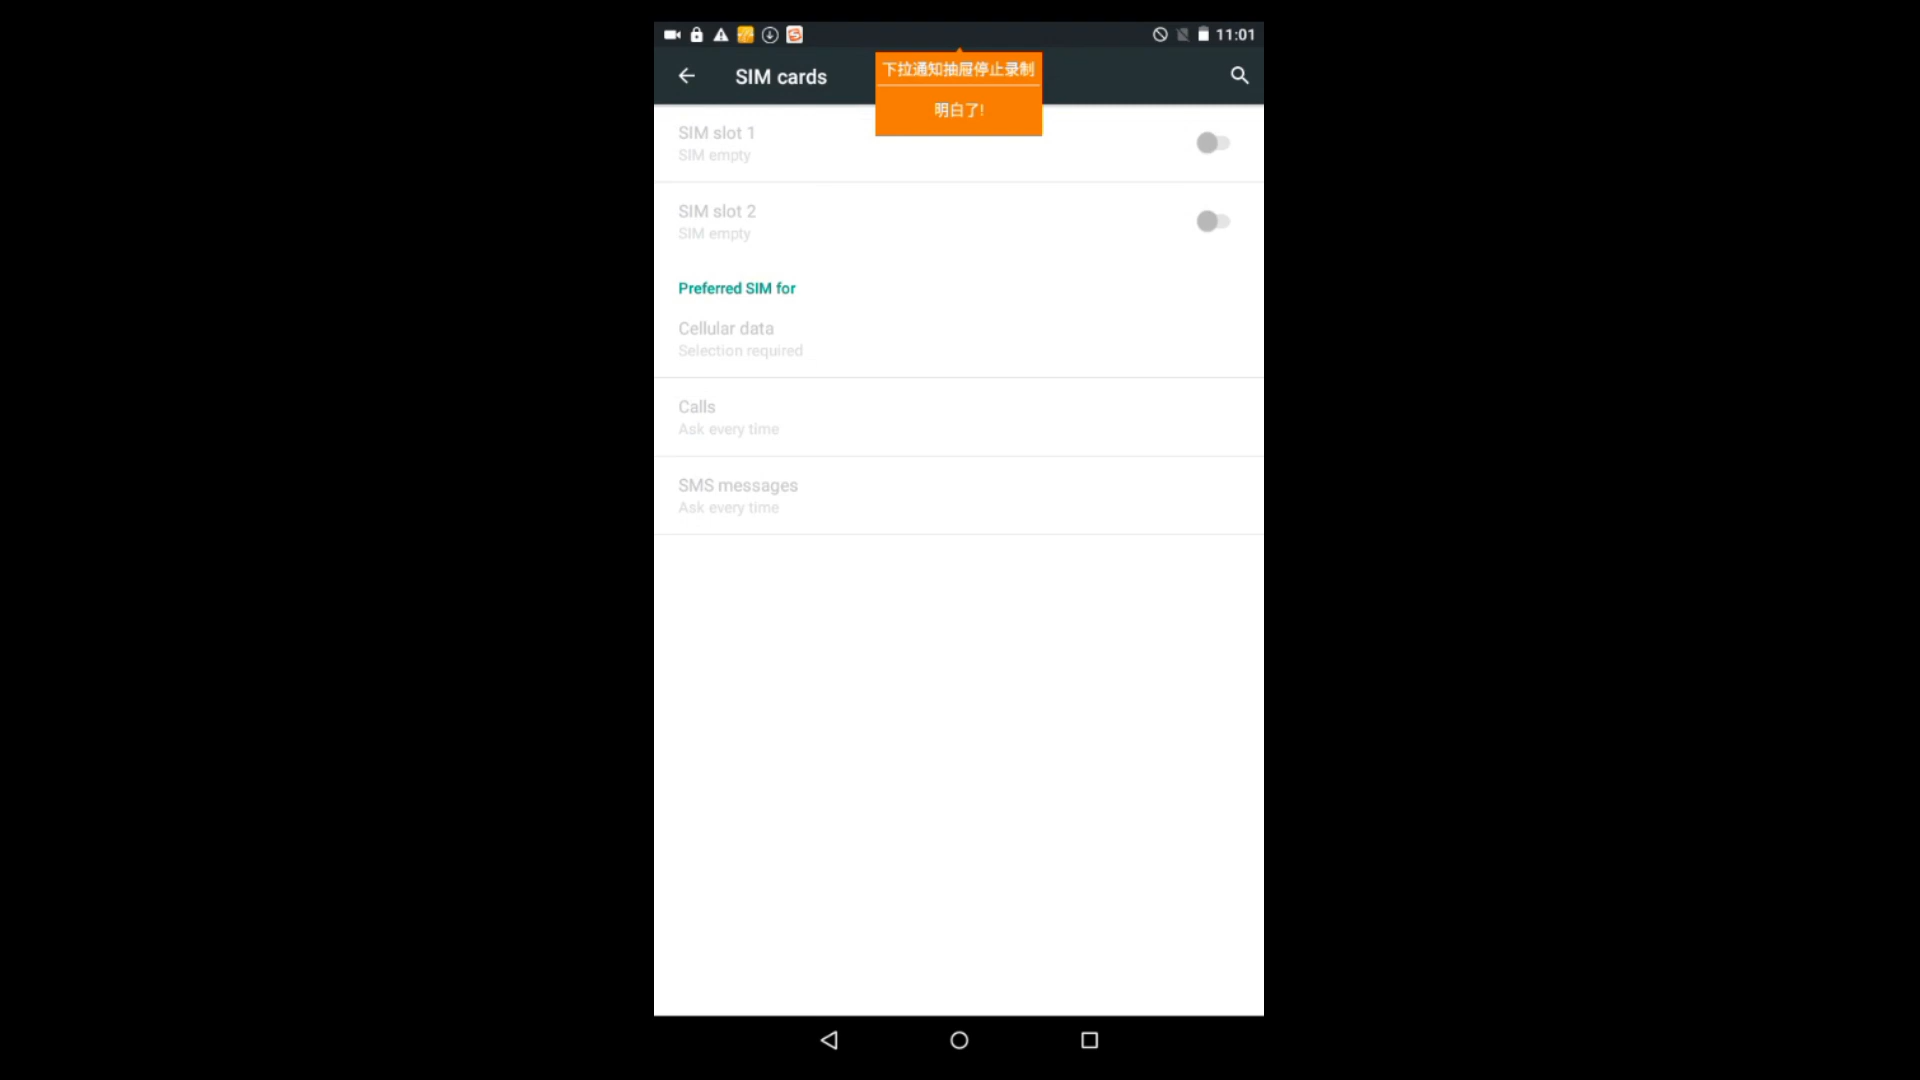 11:01
SIM cards
下拉通知抽屉停止录制
明白了!
SIM slot 1
SIM empty
SIM slot 2
SIM empty
Preferred SIM for
Cellular data
Selection required
Calls
Ask every time
SMS messages
Ask every time